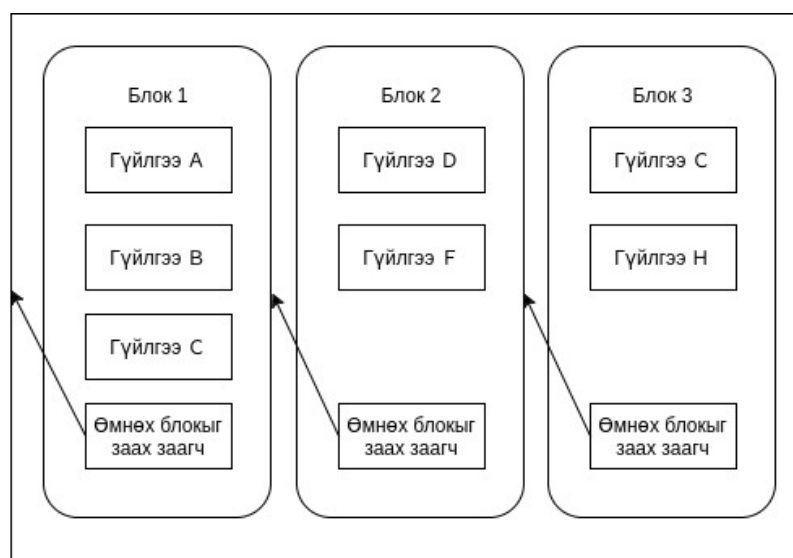 Блок 1
Гүйлгээ A
Гүйлгээ B
Гүйлгээ C
Өмнөх блокыг
заах заагч
Блок 2
Гүйлгээ D
Гүйлгээ F
Өмнөх блокыг
заах заагч
Блок 3
Гүйлгээ C
Гүйлгээ H
Өмнөх блокыг
заах заагч